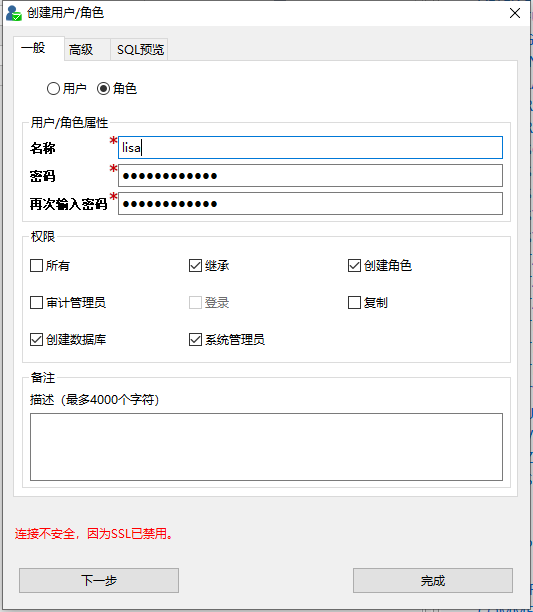 创建用户/角色
一般 高级 SQL预览
用户 角色
用户/角色属性
名称 * lisa
密码 * ●●●●●●●●●●●●
再次输入密码 * ●●●●●●●●●●●●
权限
所有 继承 创建角色
审计管理员 登录 复制
创建数据库 系统管理员
备注
描述（最多4000个字符）
连接不安全，因为SSL已禁用。
下一步 完成